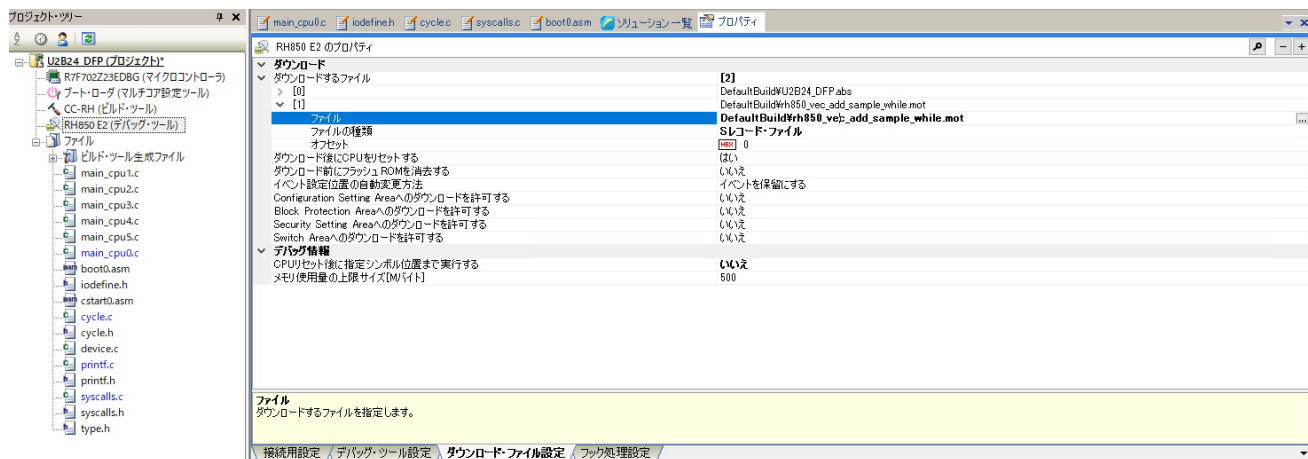 プロジェクト・ツリー
U2B24_DFP (プロジェクト)*
R7F702Z23EDBG (マイクロコントローラ)
ブート・ローダ (マルチコア設定ツール)
CC-RH (ビルド・ツール)
RH850 E2 (デバッグ・ツール)
ファイル
ビルド・ツール生成ファイル
main_cpu1.c
main_cpu2.c
main_cpu3.c
main_cpu4.c
main_cpu5.c
main_cpu0.c
boot0.asm
iodefine.h
cstart0.asm
cycle.c
cycle.h
device.c
printf.c
printf.h
syscalls.c
syscalls.h
type.h
main_cpu0.c iodefine.h cycle.c syscalls.c boot0.asm ソリューション一覧 プロパティ
RH850 E2 のプロパティ
ダウンロード
ダウンロードするファイル [2]
[0] DefaultBuild¥U2B24_DFP.abs
[1] DefaultBuild¥rh850_vec_add_sample_while.mot
ファイル DefaultBuild¥rh850_vec_add_sample_while.mot ...
ファイルの種類 Sレコード・ファイル
オフセット HEX 0
ダウンロード後にCPUをリセットする はい
ダウンロード前にフラッシュROMを消去する いいえ
イベント設定位置の自動変更方法 イベントを保留にする
Configuration Setting Areaへのダウンロードを許可する いいえ
Block Protection Areaへのダウンロードを許可する いいえ
Security Setting Areaへのダウンロードを許可する いいえ
Switch Areaへのダウンロードを許可する いいえ
デバッグ情報
CPUリセット後に指定シンボル位置まで実行する いいえ
メモリ使用量の上限サイズ[Mバイト] 500
ファイル
ダウンロードするファイルを指定します。
接続用設定 デバッグ・ツール設定 ダウンロード・ファイル設定 フック処理設定